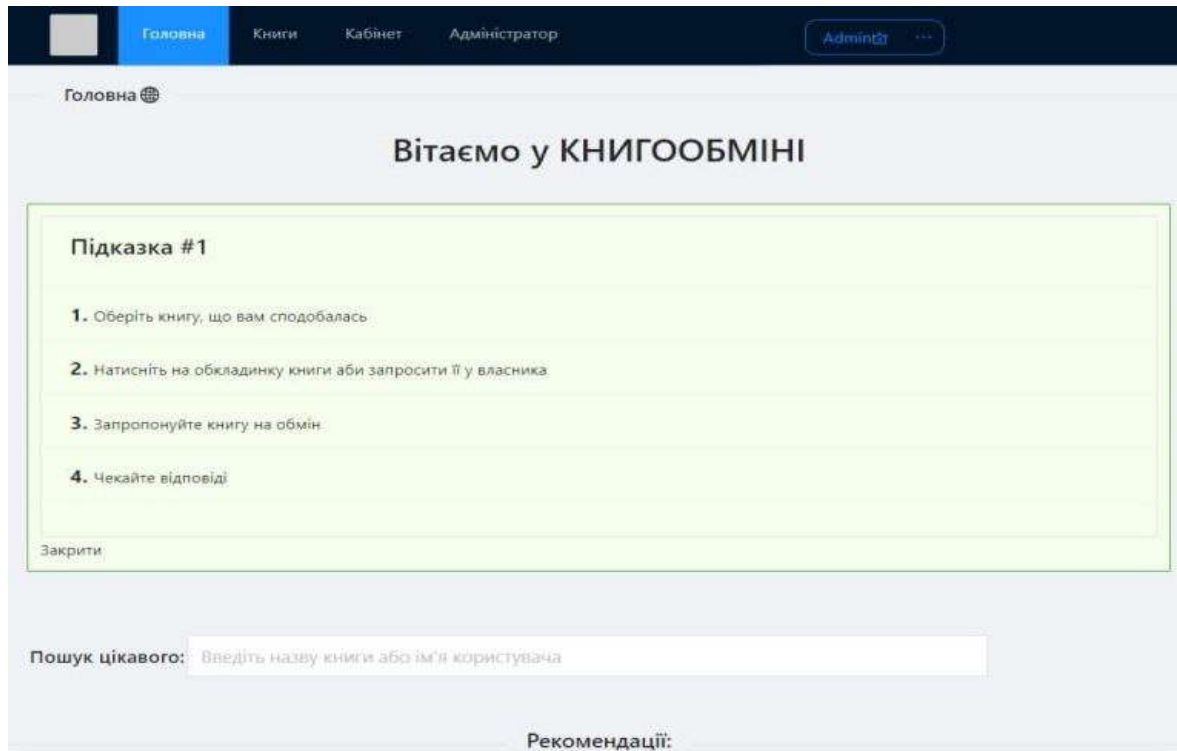 Головна Книги Кабінет Адміністратор Admin ...
Головна
Вітаємо у КНИГООБМІНІ
Підказка #1
1. Оберіть книгу, що вам сподобалась
2. Натисніть на обкладинку книги аби запросити її у власника
3. Запропонуйте книгу на обмін
4. Чекайте відповіді
Закрити
Пошук цікавого: Введіть назву книги або ім'я користувача
Рекомендації: